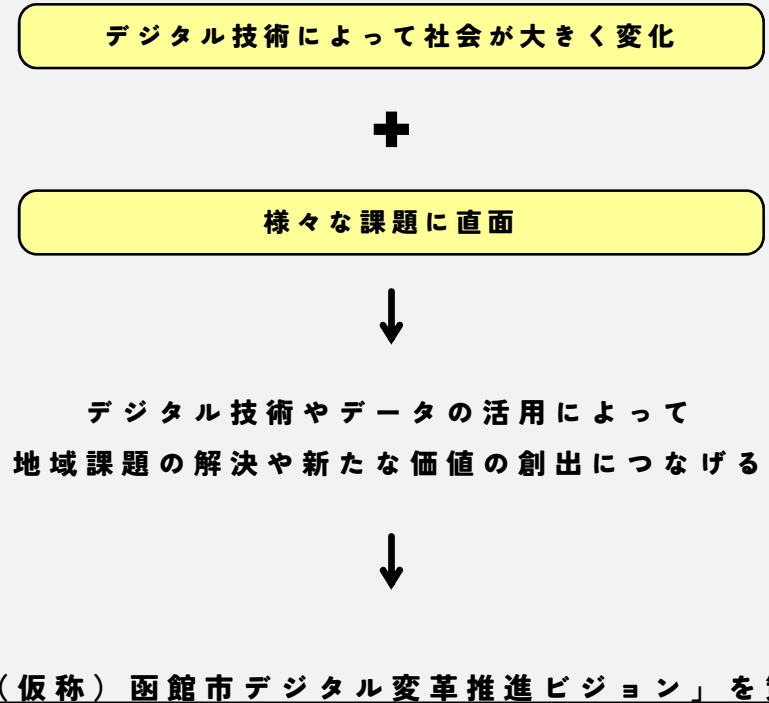 デジタル技術によって社会が大きく変化
+
様々な課題に直面
↓
デジタル技術やデータの活用によって
地域課題の解決や新たな価値の創出につなげる
↓
（仮称）函館市デジタル変革推進ビジョン」を